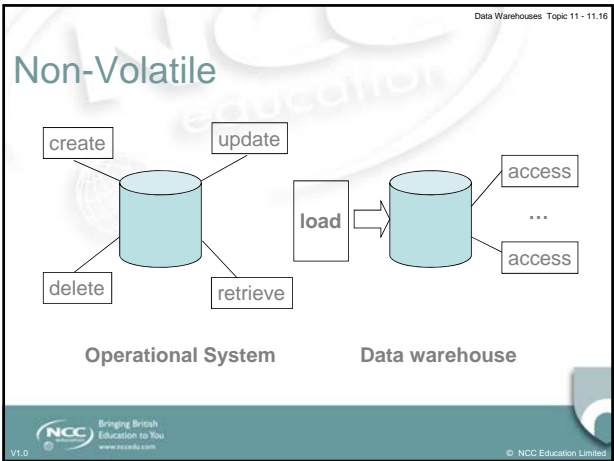 Data Warehouses Topic 11 - 11.16
Non-Volatile
create
update
delete
retrieve
load
access
...
access
Operational System
Data warehouse
NCC
education
Bringing British
Education to You
www.nccedu.com
V1.0
© NCC Education Limited